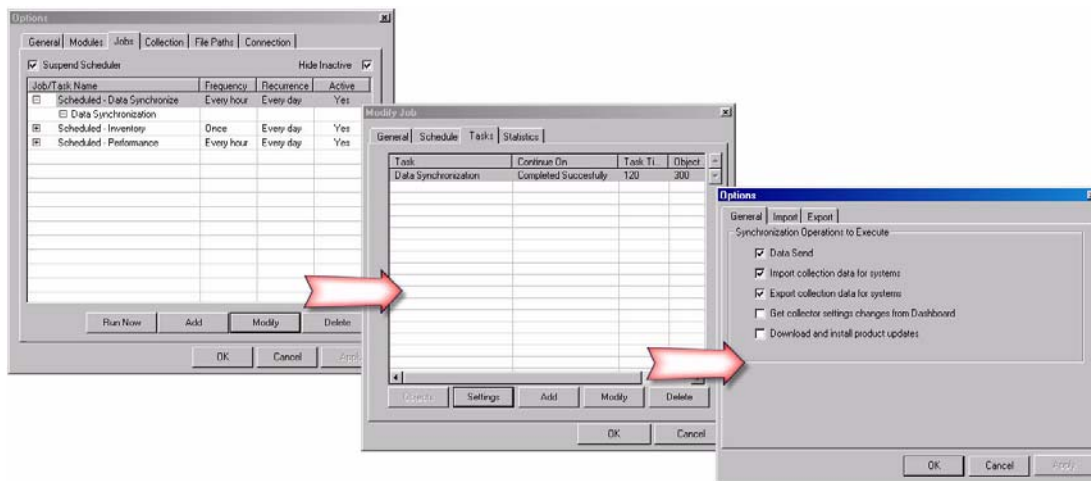 Options
General Modules Jobs Collection File Paths Connection
Suspend Scheduler Hide Inactive
Job/Task Name Frequency Recurrence Active
Scheduled - Data Synchronize Every hour Every day Yes
Data Synchronization
Scheduled - Inventory Once Every day Yes
Scheduled - Performance Every hour Every day Yes
Run Now Add Modify Delete
OK Cancel Appl
Modify Job
General Schedule Tasks Statistics
Task Continue On Task Ti... Object
Data Synchronization Completed Succesfully 120 300
Objects Settings Add Modify Delete
OK Cancel
Options
General Import Export
Synchronization Operations to Execute
Data Send
Import collection data for systems
Export collection data for systems
Get collector settings changes from Dashboard
Download and install product updates
OK Cancel Apply